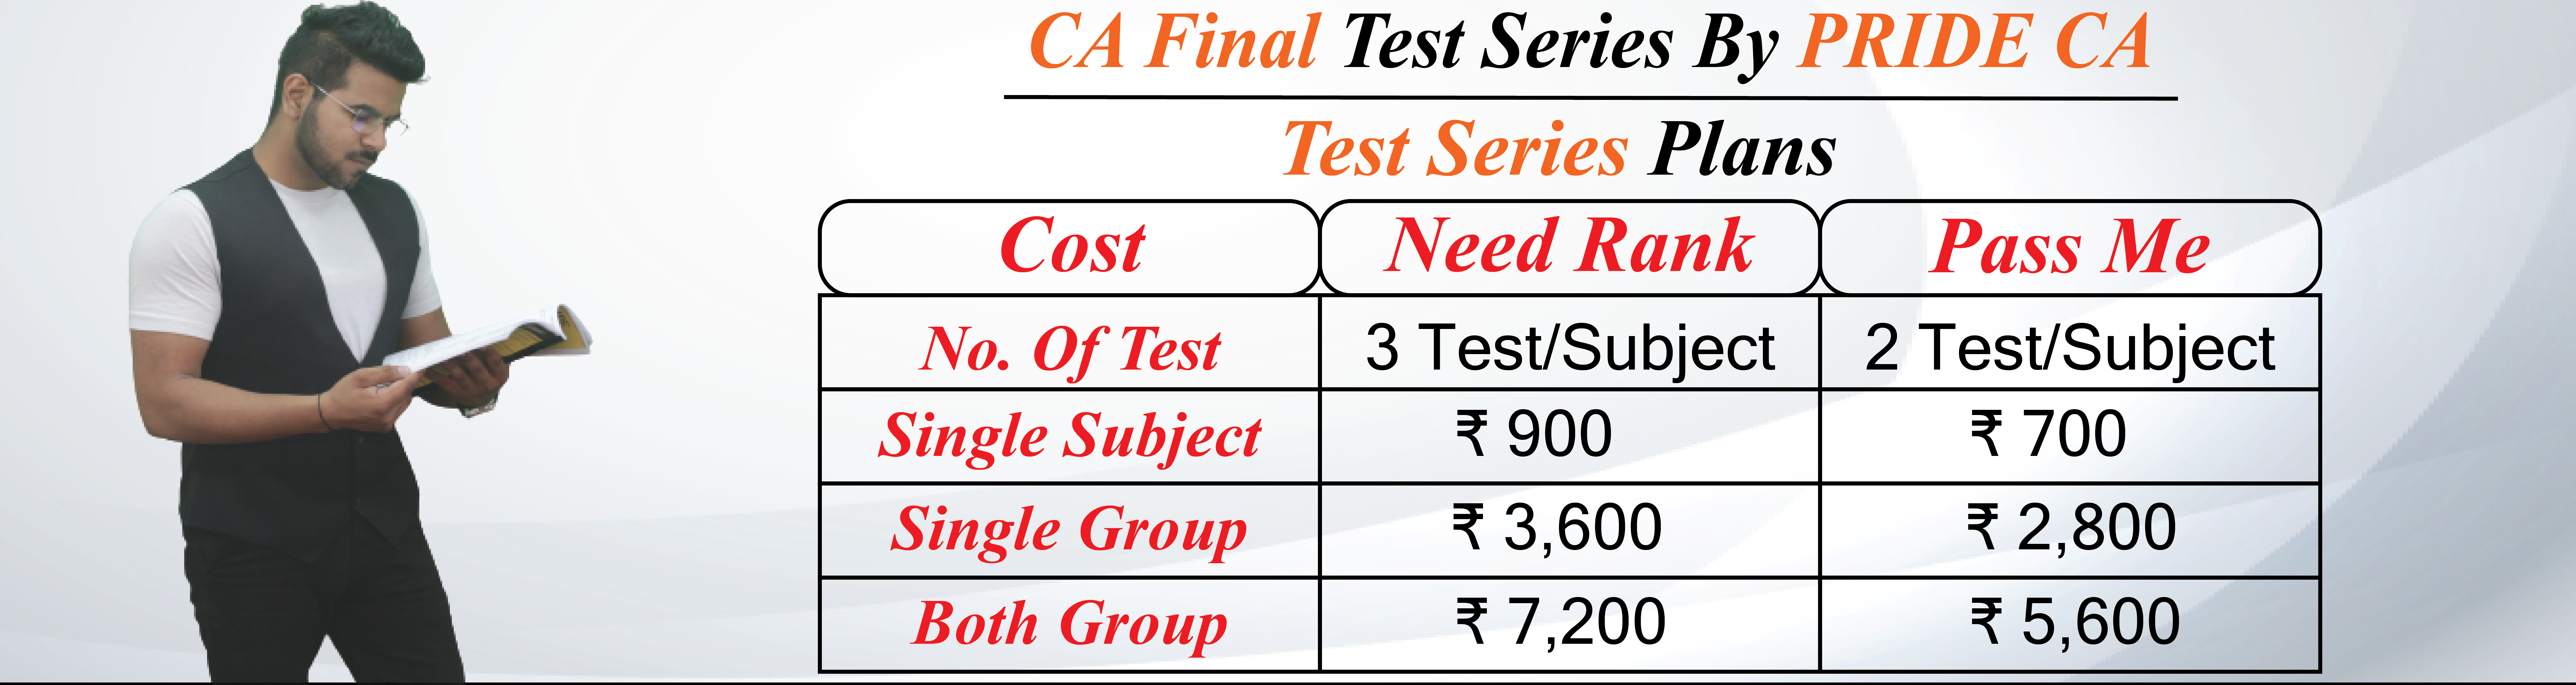 CA Final Test Series By PRIDE CA
Test Series Plans
Cost Need Rank Pass Me
No. Of Test 3 Test/Subject 2 Test/Subject
Single Subject ₹ 900 ₹ 700
Single Group ₹ 3,600 ₹ 2,800
Both Group ₹ 7,200 ₹ 5,600